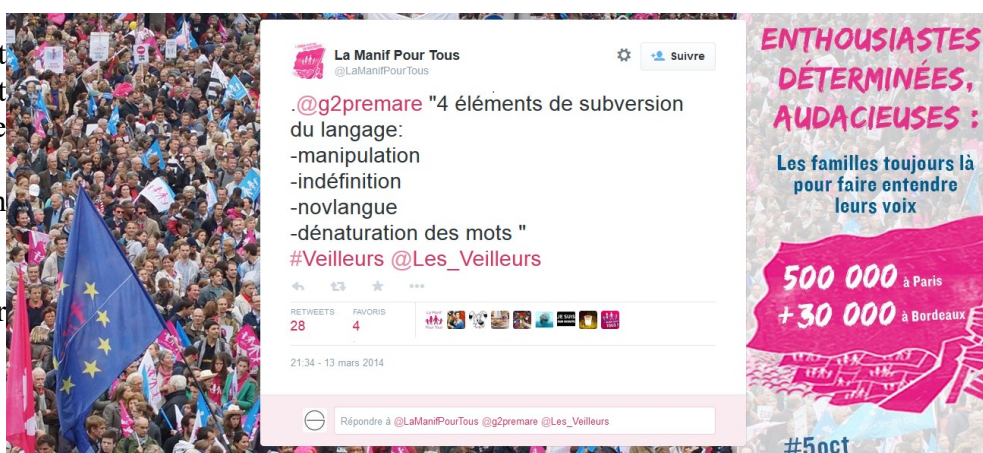 La Manif Pour Tous
@LaManifPourTous
Suivre
.@g2premare "4 éléments de subversion
du langage:
-manipulation
-indéfinition
-novlangue
-dénaturation des mots "
#Veilleurs @Les_Veilleurs
RETWEETS FAVORIS
28 4
21:34 - 13 mars 2014
Répondre à @LaManifPourTous @g2premare @Les_Veilleurs
ENTHOUSIASTES
DÉTERMINÉES,
AUDACIEUSES :
Les familles toujours là
pour faire entendre
leurs voix
500 000 à Paris
+30 000 à Bordeaux
#5oct